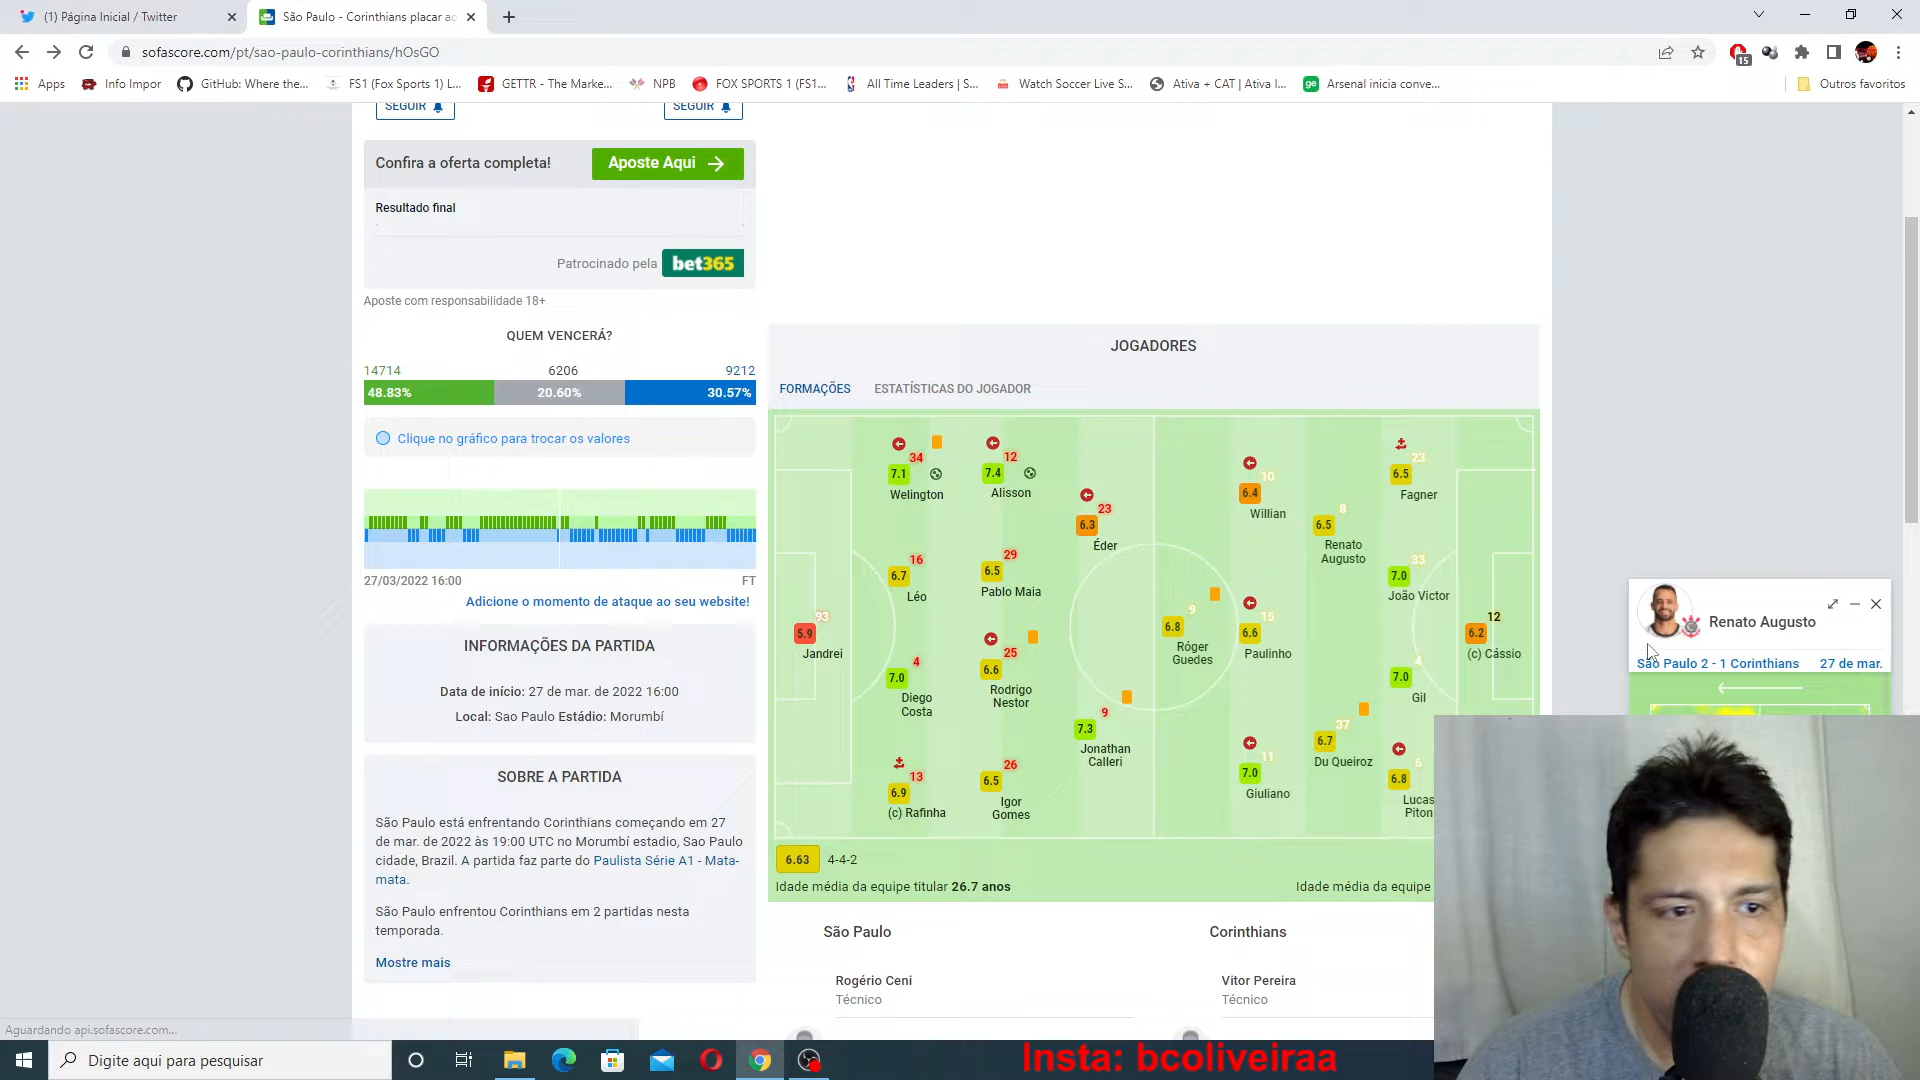 (1) Página Inicial / Twitter
São Paulo - Corinthians placar ao
sofascore.com/pt/sao-paulo-corinthians/hOsGO
15
Apps
Info Impor
GitHub: Where the...
FS1 (Fox Sports 1) L...
GETTR - The Marke...
NPB
FOX SPORTS 1 (FS1...
All Time Leaders | S...
Watch Soccer Live S...
Ativa + CAT | Ativa I...
ge
Arsenal inicia conve...
Outros favoritos
SEGUIR
SEGUIR
Confira a oferta completa!
Aposte Aqui
Resultado final
Patrocinado pela bet365
Aposte com responsabilidade 18+
QUEM VENCERÁ?
14714
6206
9212
48.83%
20.60%
30.57%
Clique no gráfico para trocar os valores
27/03/2022 16:00
FT
Adicione o momento de ataque ao seu website!
INFORMAÇÕES DA PARTIDA
Data de início: 27 de mar. de 2022 16:00
Local: Sao Paulo Estádio: Morumbí
SOBRE A PARTIDA
São Paulo está enfrentando Corinthians começando em 27
de mar. de 2022 às 19:00 UTC no Morumbí estadio, Sao Paulo
cidade, Brazil. A partida faz parte do Paulista Série A1 - Mata-
mata.
São Paulo enfrentou Corinthians em 2 partidas nesta
temporada.
Mostre mais
JOGADORES
FORMAÇÕES
ESTATÍSTICAS DO JOGADOR
93
5.9
Jandrei
34
7.1
Welington
16
6.7
Léo
4
7.0
Diego
Costa
13
6.9
(c) Rafinha
12
7.4
Alisson
29
6.5
Pablo Maia
25
6.6
Rodrigo
Nestor
26
6.5
Igor
Gomes
23
6.3
Éder
9
7.3
Jonathan
Calleri
9
6.8
Róger
Guedes
10
6.4
Willian
15
6.6
Paulinho
11
7.0
Giuliano
8
6.5
Renato
Augusto
37
6.7
Du Queiroz
23
6.5
Fagner
33
7.0
João Victor
4
7.0
Gil
6
6.8
Lucas
Piton
12
6.2
(c) Cássio
6.63
4-4-2
Idade média da equipe titular 26.7 anos
Idade média da equipe
São Paulo
Corinthians
Rogério Ceni
Técnico
Vitor Pereira
Técnico
Renato Augusto
São Paulo 2 - 1 Corinthians
27 de mar.
Aguardando api.sofascore.com...
Digite aqui para pesquisar
Insta: bcoliveiraa